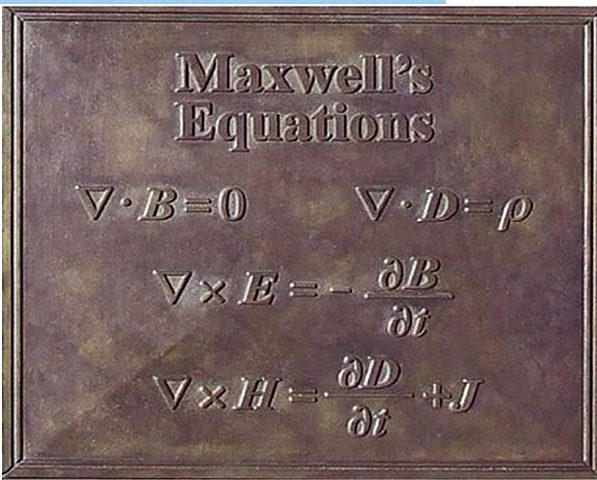 Maxwell's
Equations
∇·B=0 ∇·D=ρ
∇×E=-∂B/∂t
∇×H=∂D/∂t+J